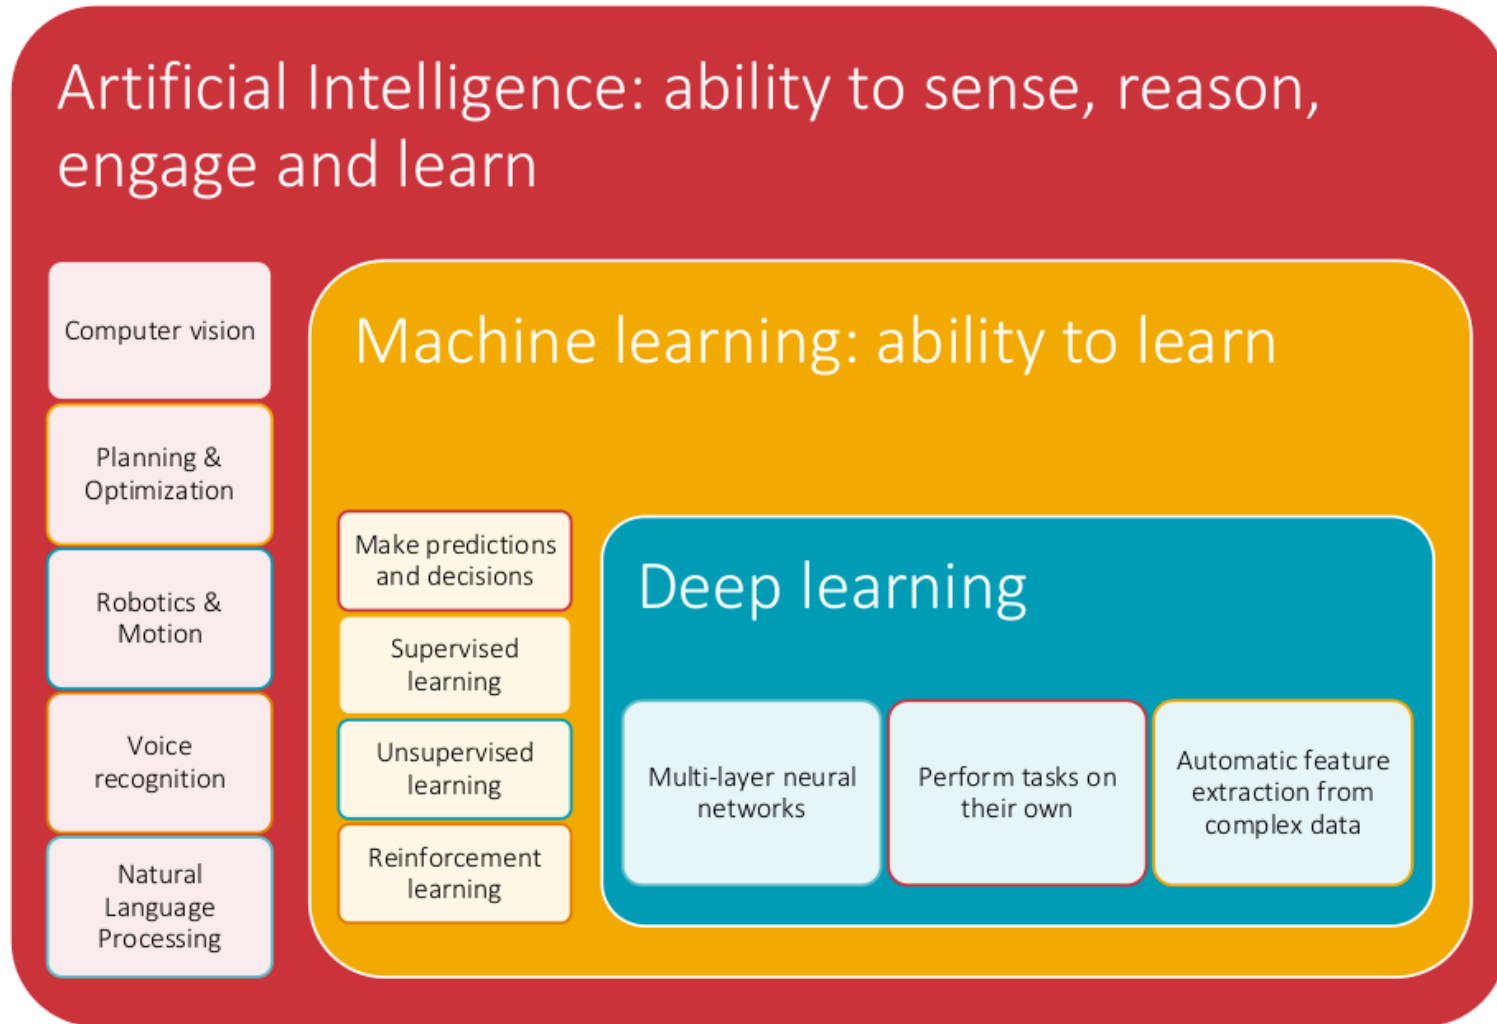 Artificial Intelligence: ability to sense, reason,
engage and learn
Computer vision
Planning &
Optimization
Robotics &
Motion
Voice
recognition
Natural
Language
Processing
Machine learning: ability to learn
Make predictions
and decisions
Supervised
learning
Unsupervised
learning
Reinforcement
learning
Deep learning
Multi-layer neural
networks
Perform tasks on
their own
Automatic feature
extraction from
complex data